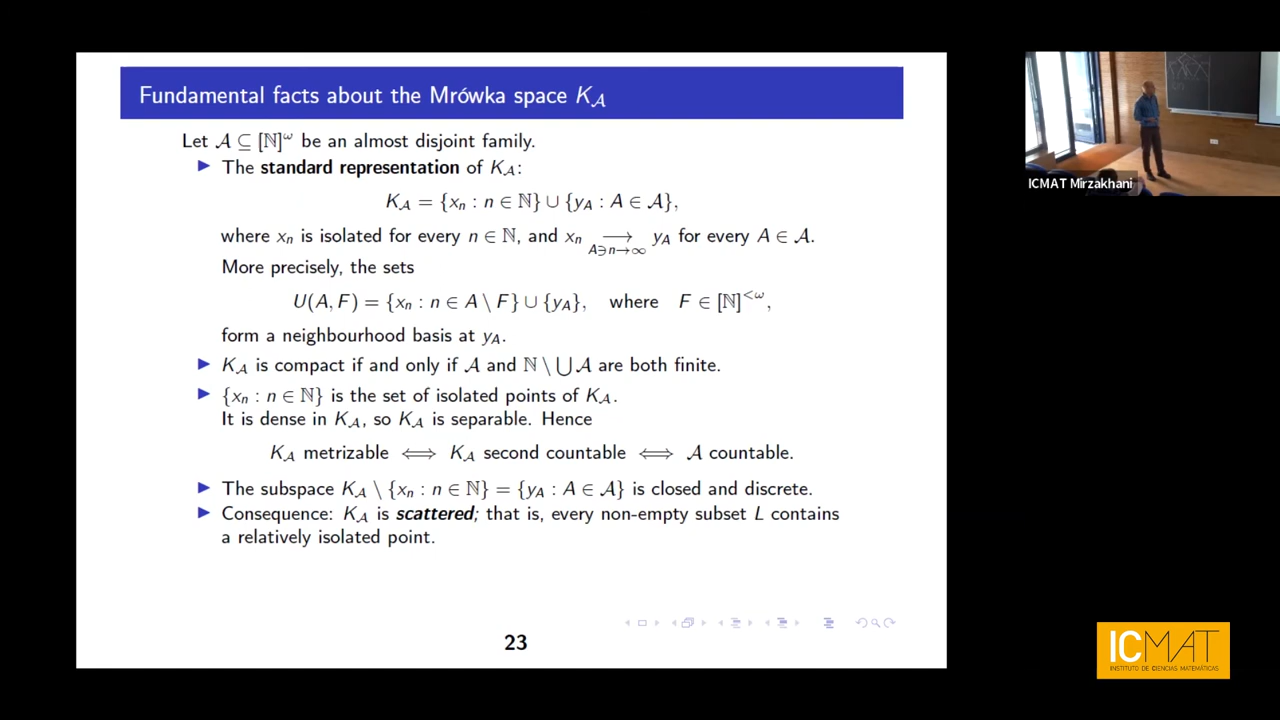 Fundamental facts about the Mrówka space K_𝒜
Let 𝒜 ⊆ [ℕ]^ω be an almost disjoint family.
▶ The standard representation of K_𝒜:
K_𝒜 = {x_n : n ∈ ℕ} ∪ {y_A : A ∈ 𝒜},
where x_n is isolated for every n ∈ ℕ, and x_n ⟶ y_A for every A ∈ 𝒜.
A∋n→∞
More precisely, the sets
U(A, F) = {x_n : n ∈ A \ F} ∪ {y_A}, where F ∈ [ℕ]^{<ω},
form a neighbourhood basis at y_A.
▶ K_𝒜 is compact if and only if 𝒜 and ℕ \ ⋃𝒜 are both finite.
▶ {x_n : n ∈ ℕ} is the set of isolated points of K_𝒜.
It is dense in K_𝒜, so K_𝒜 is separable. Hence
K_𝒜 metrizable ⟺ K_𝒜 second countable ⟺ 𝒜 countable.
▶ The subspace K_𝒜 \ {x_n : n ∈ ℕ} = {y_A : A ∈ 𝒜} is closed and discrete.
▶ Consequence: K_𝒜 is scattered; that is, every non-empty subset L contains
a relatively isolated point.
23
ICMAT Mirzakhani
ICMAT
INSTITUTO DE CIENCIAS MATEMÁTICAS